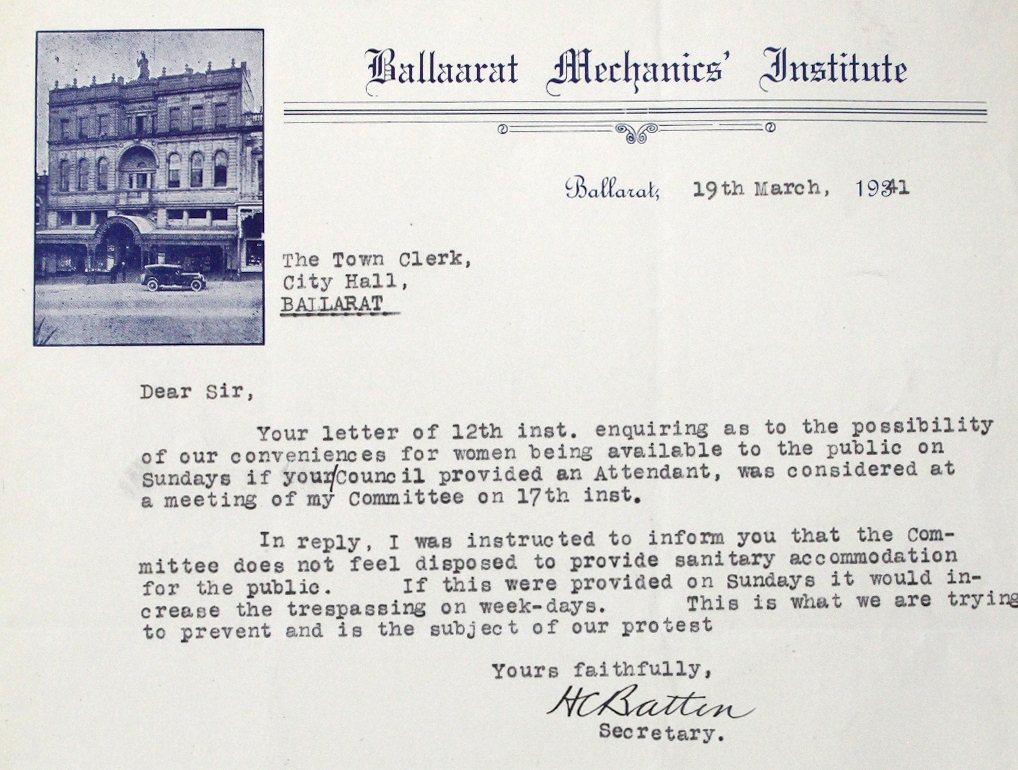 Ballaarat Mechanics' Institute
Ballarat, 19th March, 1941
The Town Clerk,
City Hall,
BALLARAT
Dear Sir,
Your letter of 12th inst. enquiring as to the possibility
of our conveniences for women being available to the public on
Sundays if your/Council provided an Attendant, was considered at
a meeting of my Committee on 17th inst.
In reply, I was instructed to inform you that the Com-
mittee does not feel disposed to provide sanitary accommodation
for the public. If this were provided on Sundays it would in-
crease the trespassing on week-days. This is what we are trying
to prevent and is the subject of our protest
Yours faithfully,
HCBatten
Secretary.